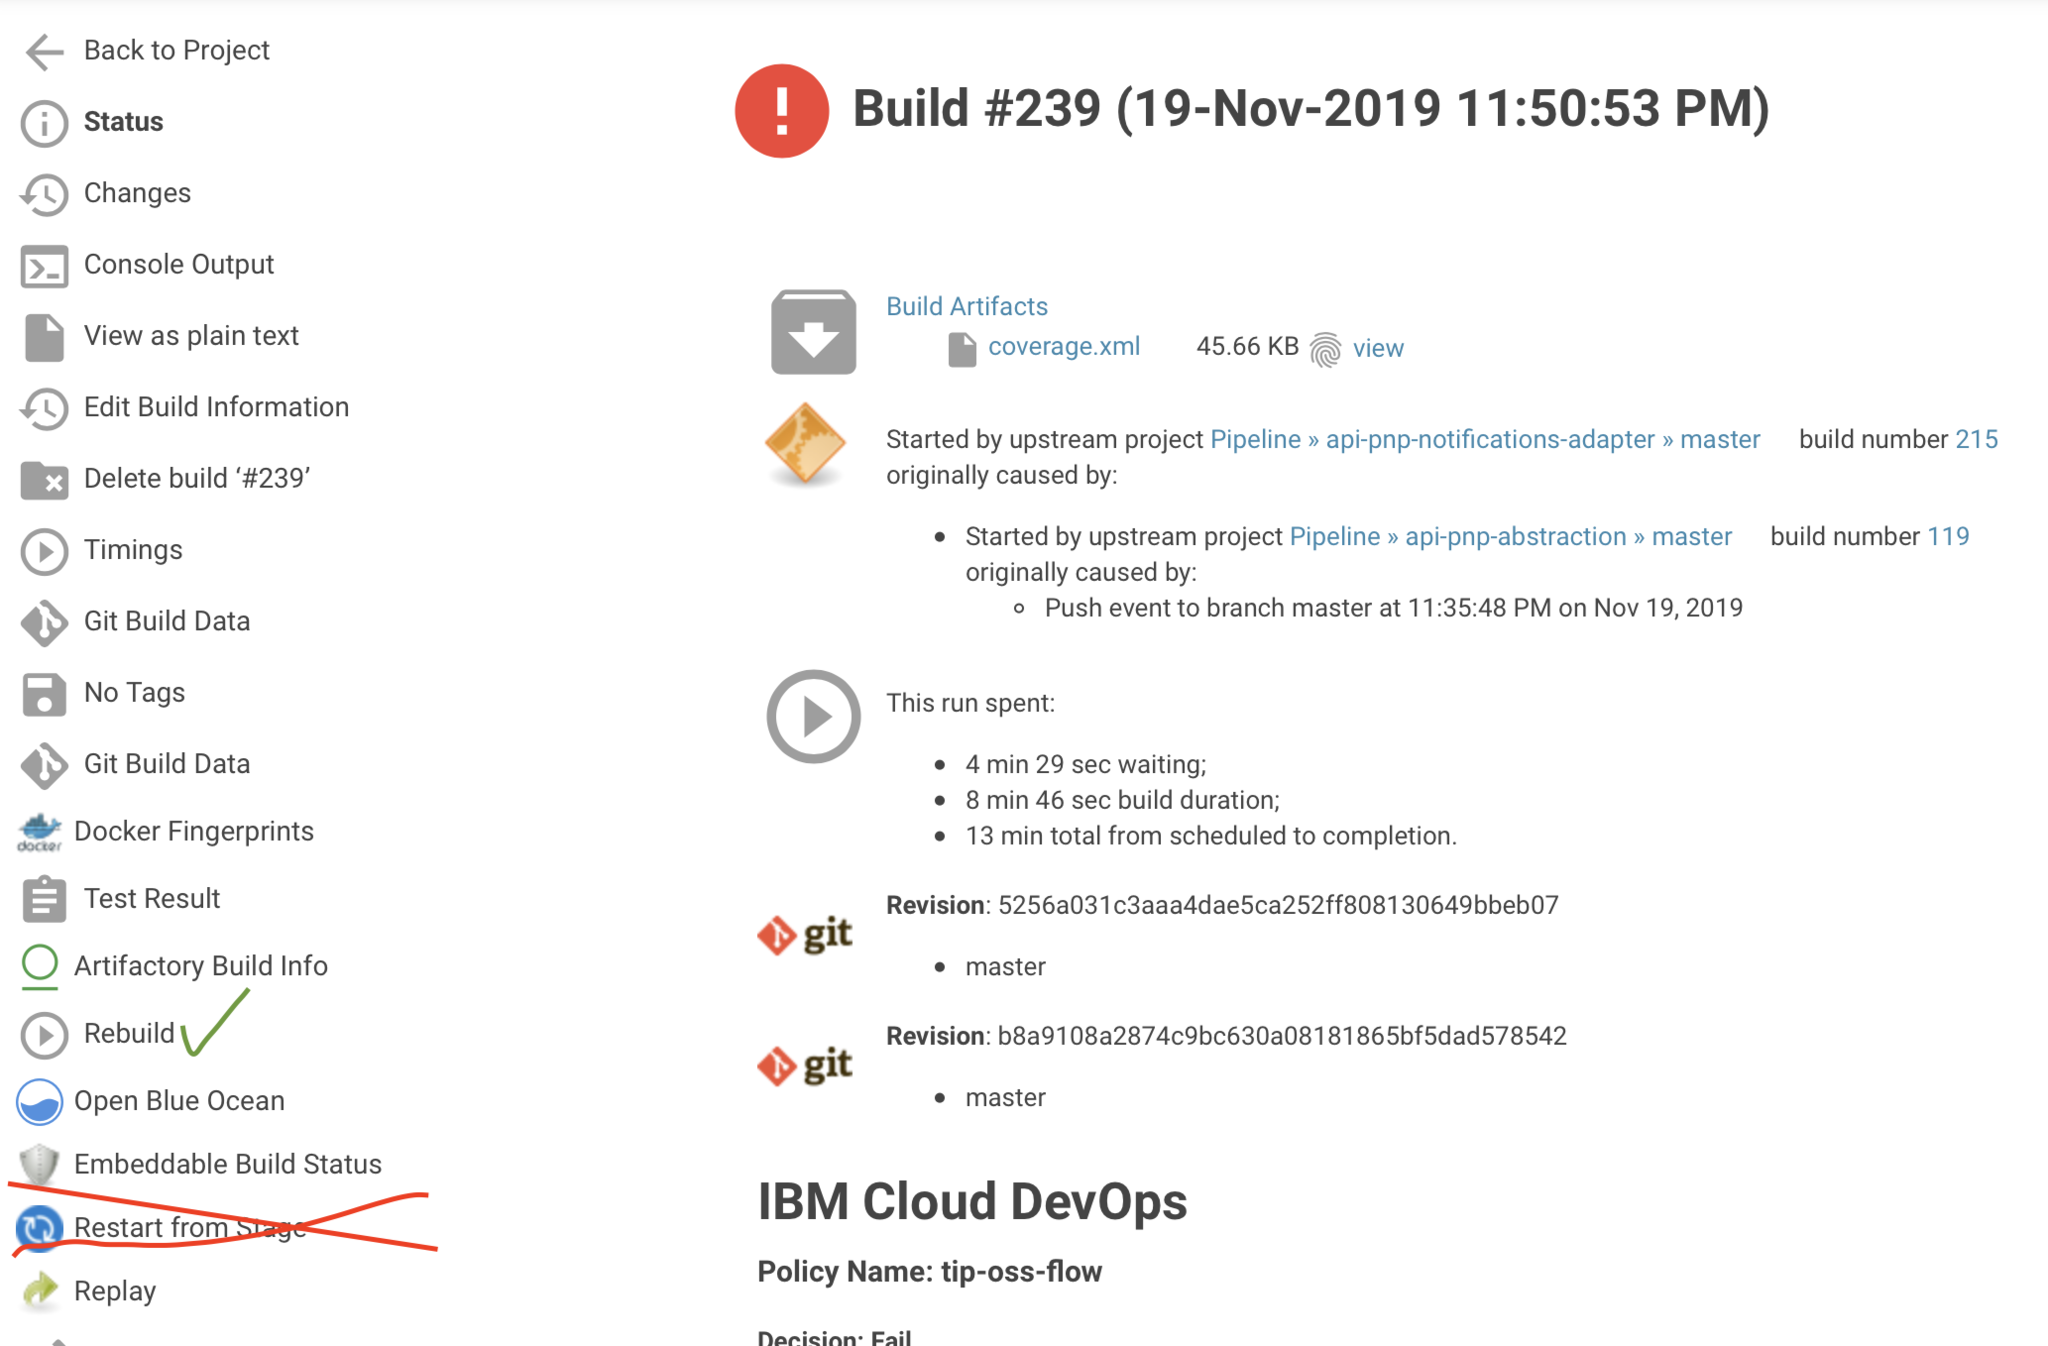 Back to Project
Status
Changes
Console Output
View as plain text
Edit Build Information
Delete build ‘#239’
Timings
Git Build Data
No Tags
Git Build Data
docker Docker Fingerprints
Test Result
Artifactory Build Info
Rebuild
Open Blue Ocean
Embeddable Build Status
Restart from Stage
Replay
Build #239 (19-Nov-2019 11:50:53 PM)
Build Artifacts
coverage.xml 45.66 KB view
Started by upstream project Pipeline » api-pnp-notifications-adapter » master build number 215
originally caused by:
Started by upstream project Pipeline » api-pnp-abstraction » master build number 119
originally caused by:
Push event to branch master at 11:35:48 PM on Nov 19, 2019
This run spent:
4 min 29 sec waiting;
8 min 46 sec build duration;
13 min total from scheduled to completion.
git Revision: 5256a031c3aaa4dae5ca252ff808130649bbeb07
master
git Revision: b8a9108a2874c9bc630a08181865bf5dad578542
master
IBM Cloud DevOps
Policy Name: tip-oss-flow
Decision: Fail